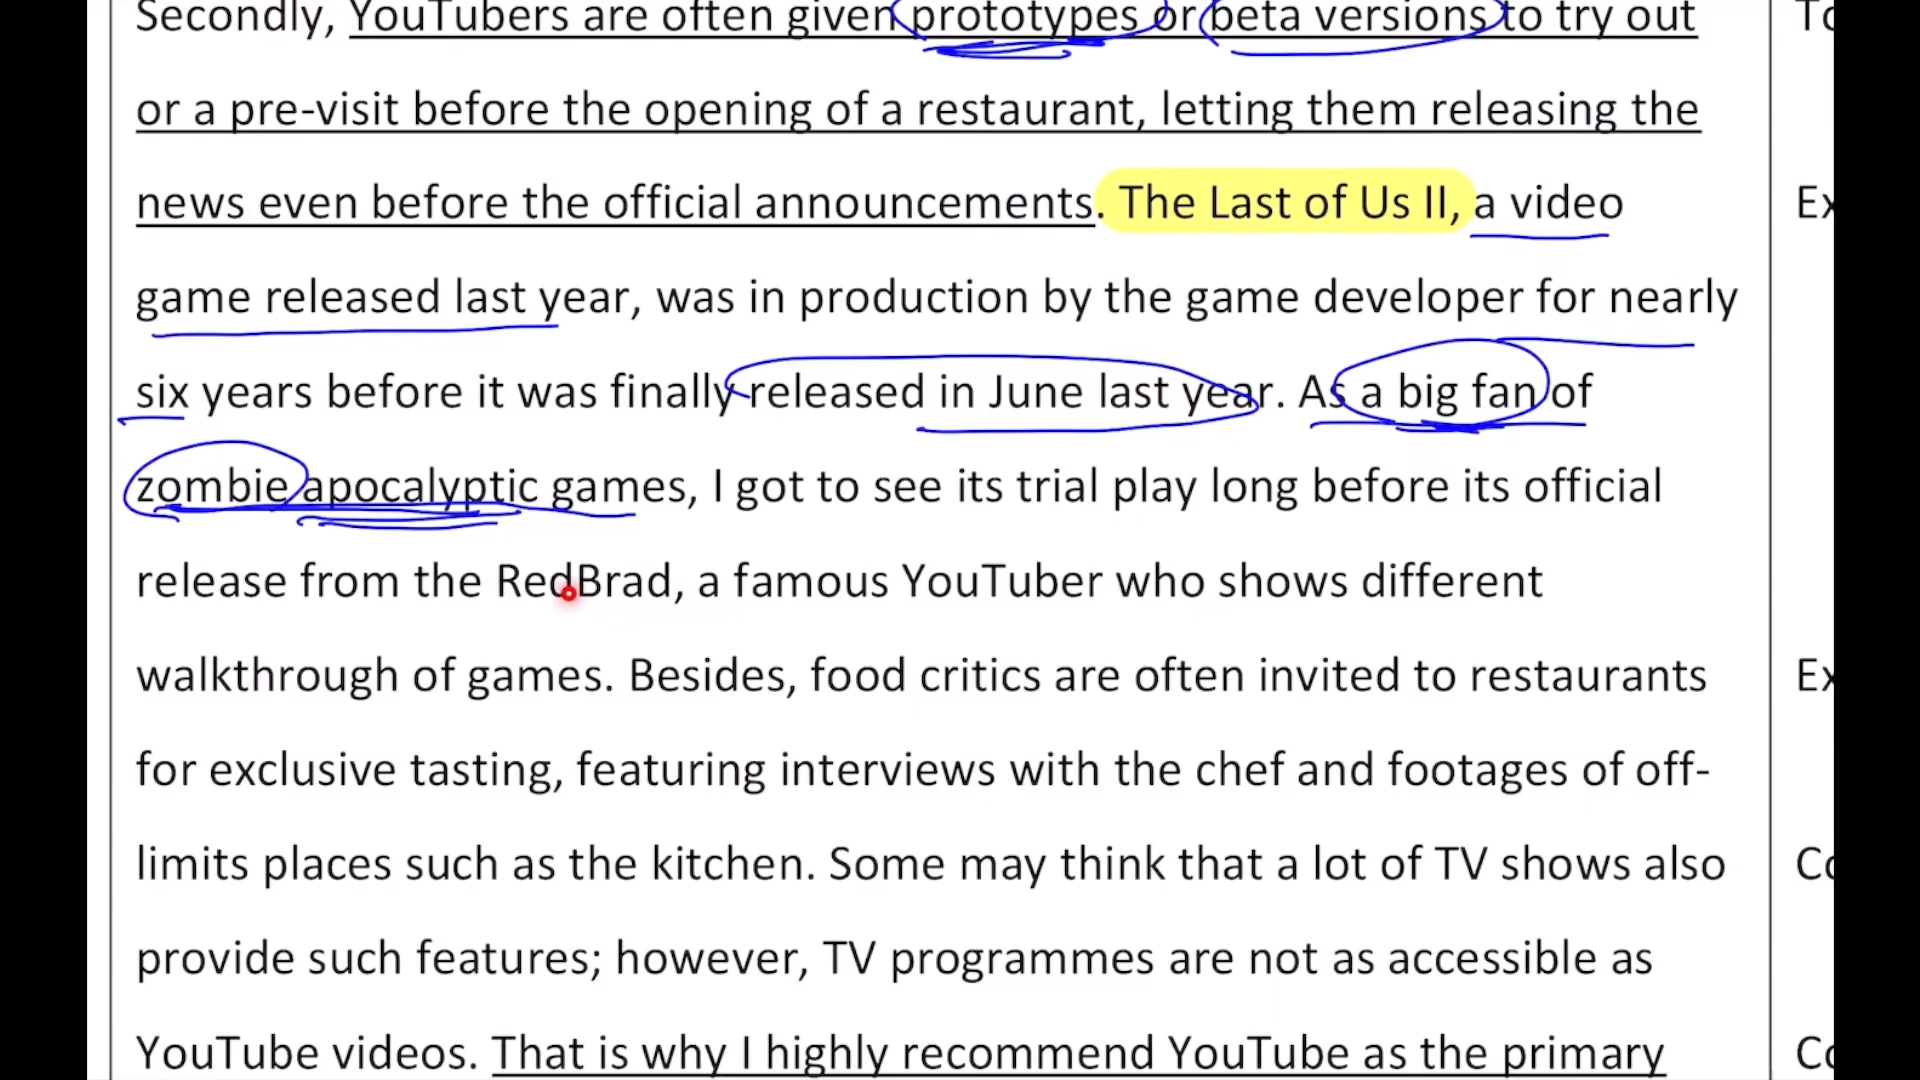 Secondly, YouTubers are often given prototypes or beta versions to try out
or a pre-visit before the opening of a restaurant, letting them releasing the
news even before the official announcements. The Last of Us II, a video
game released last year, was in production by the game developer for nearly
six years before it was finally released in June last year. As a big fan of
zombie apocalyptic games, I got to see its trial play long before its official
release from the RedBrad, a famous YouTuber who shows different
walkthrough of games. Besides, food critics are often invited to restaurants
for exclusive tasting, featuring interviews with the chef and footages of off-
limits places such as the kitchen. Some may think that a lot of TV shows also
provide such features; however, TV programmes are not as accessible as
YouTube videos. That is why I highly recommend YouTube as the primary